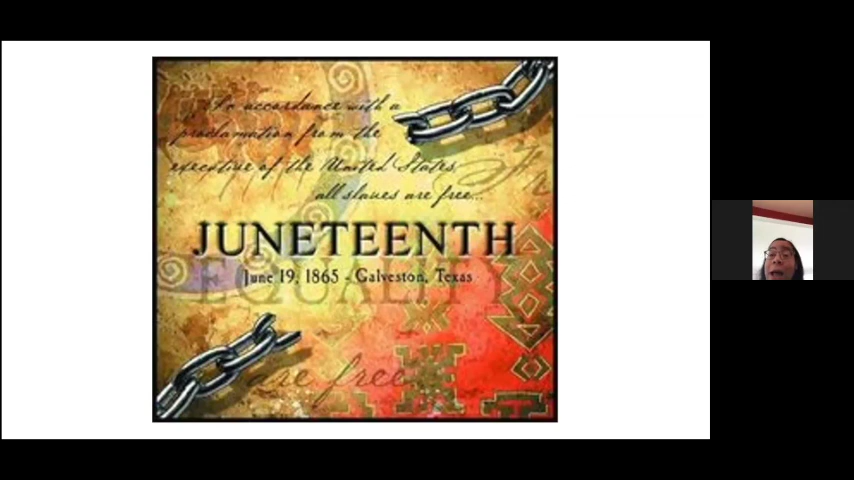 In accordance with a
proclamation from the
executive of the United States,
all slaves are free...
JUNETEENTH
June 19, 1865 - Galveston, Texas
EQUALITY
are free